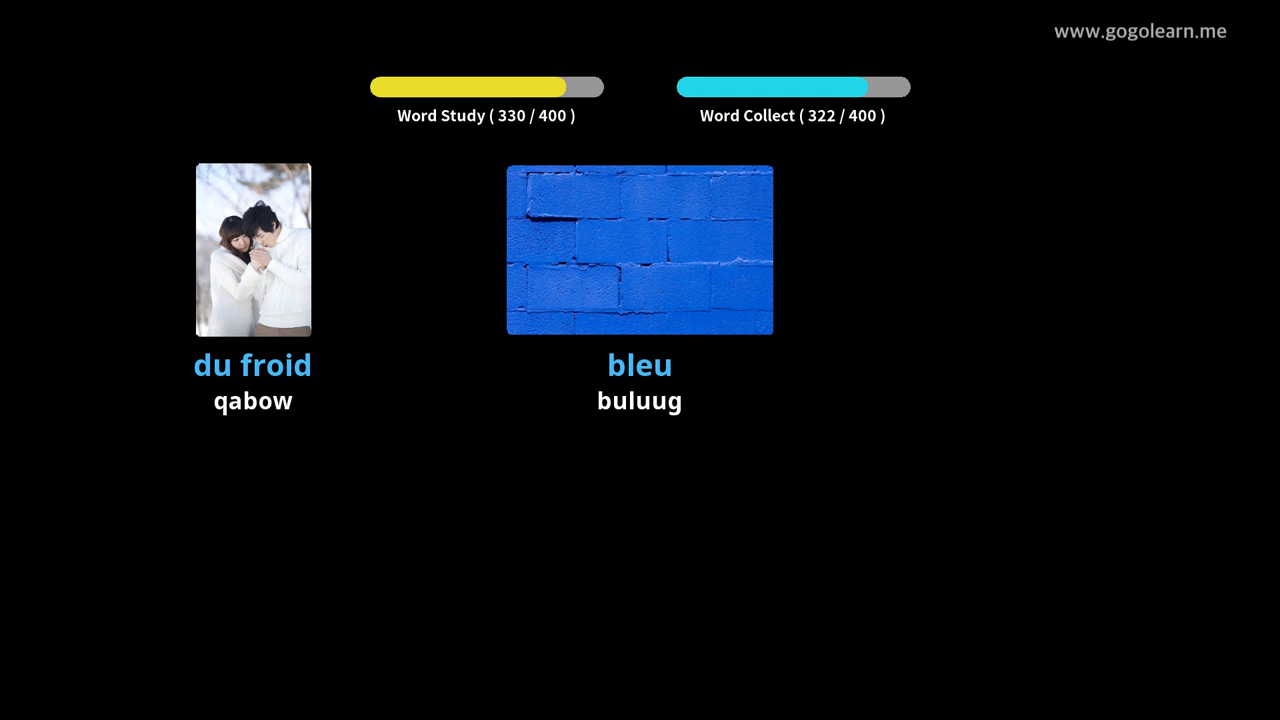 www.gogolearn.me
Word Study ( 330 / 400 )
Word Collect ( 322 / 400 )
du froid
qabow
bleu
buluug